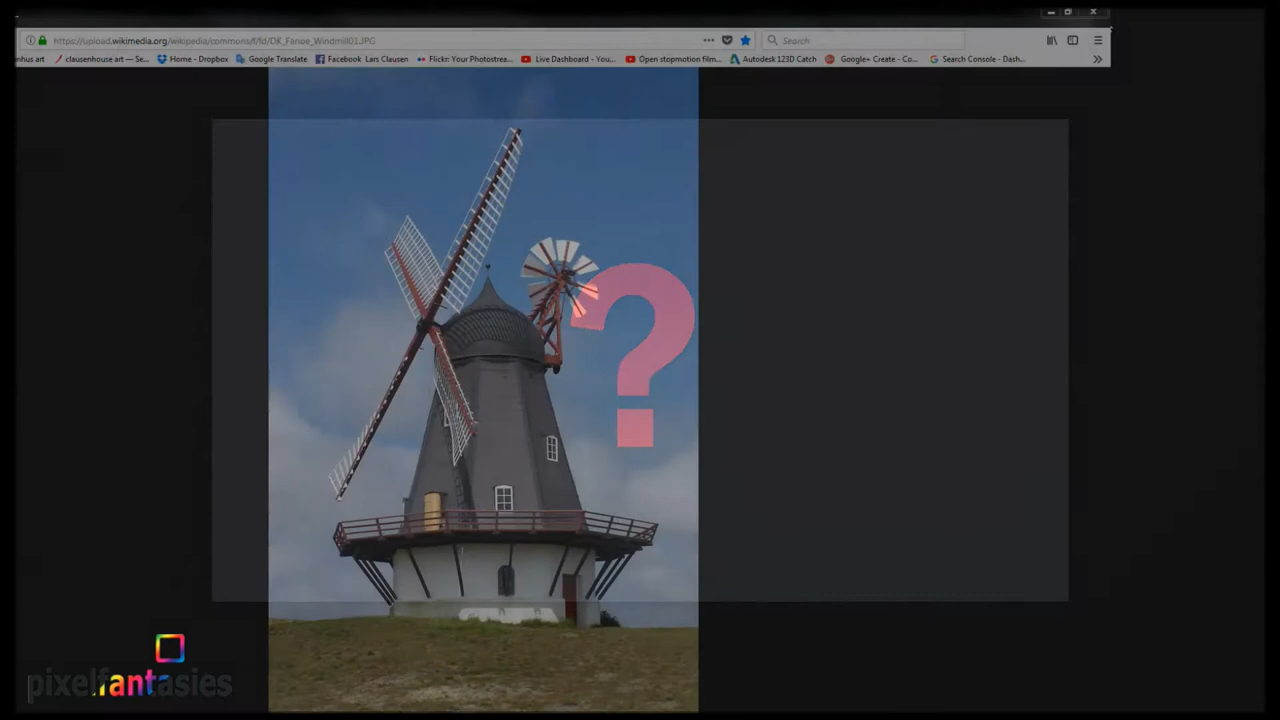 https://upload.wikimedia.org/wikipedia/commons/f/fd/DK_Fanoe_Windmill01.JPG
Search
nhus art clausenhouse art — Se... Home - Dropbox Google Translate Facebook Lars Clausen Flickr: Your Photostrea... Live Dashboard - You... Open stopmotion film... Autodesk 123D Catch Google+ Create - Co... Search Console - Dash...
?
pixelfantasies